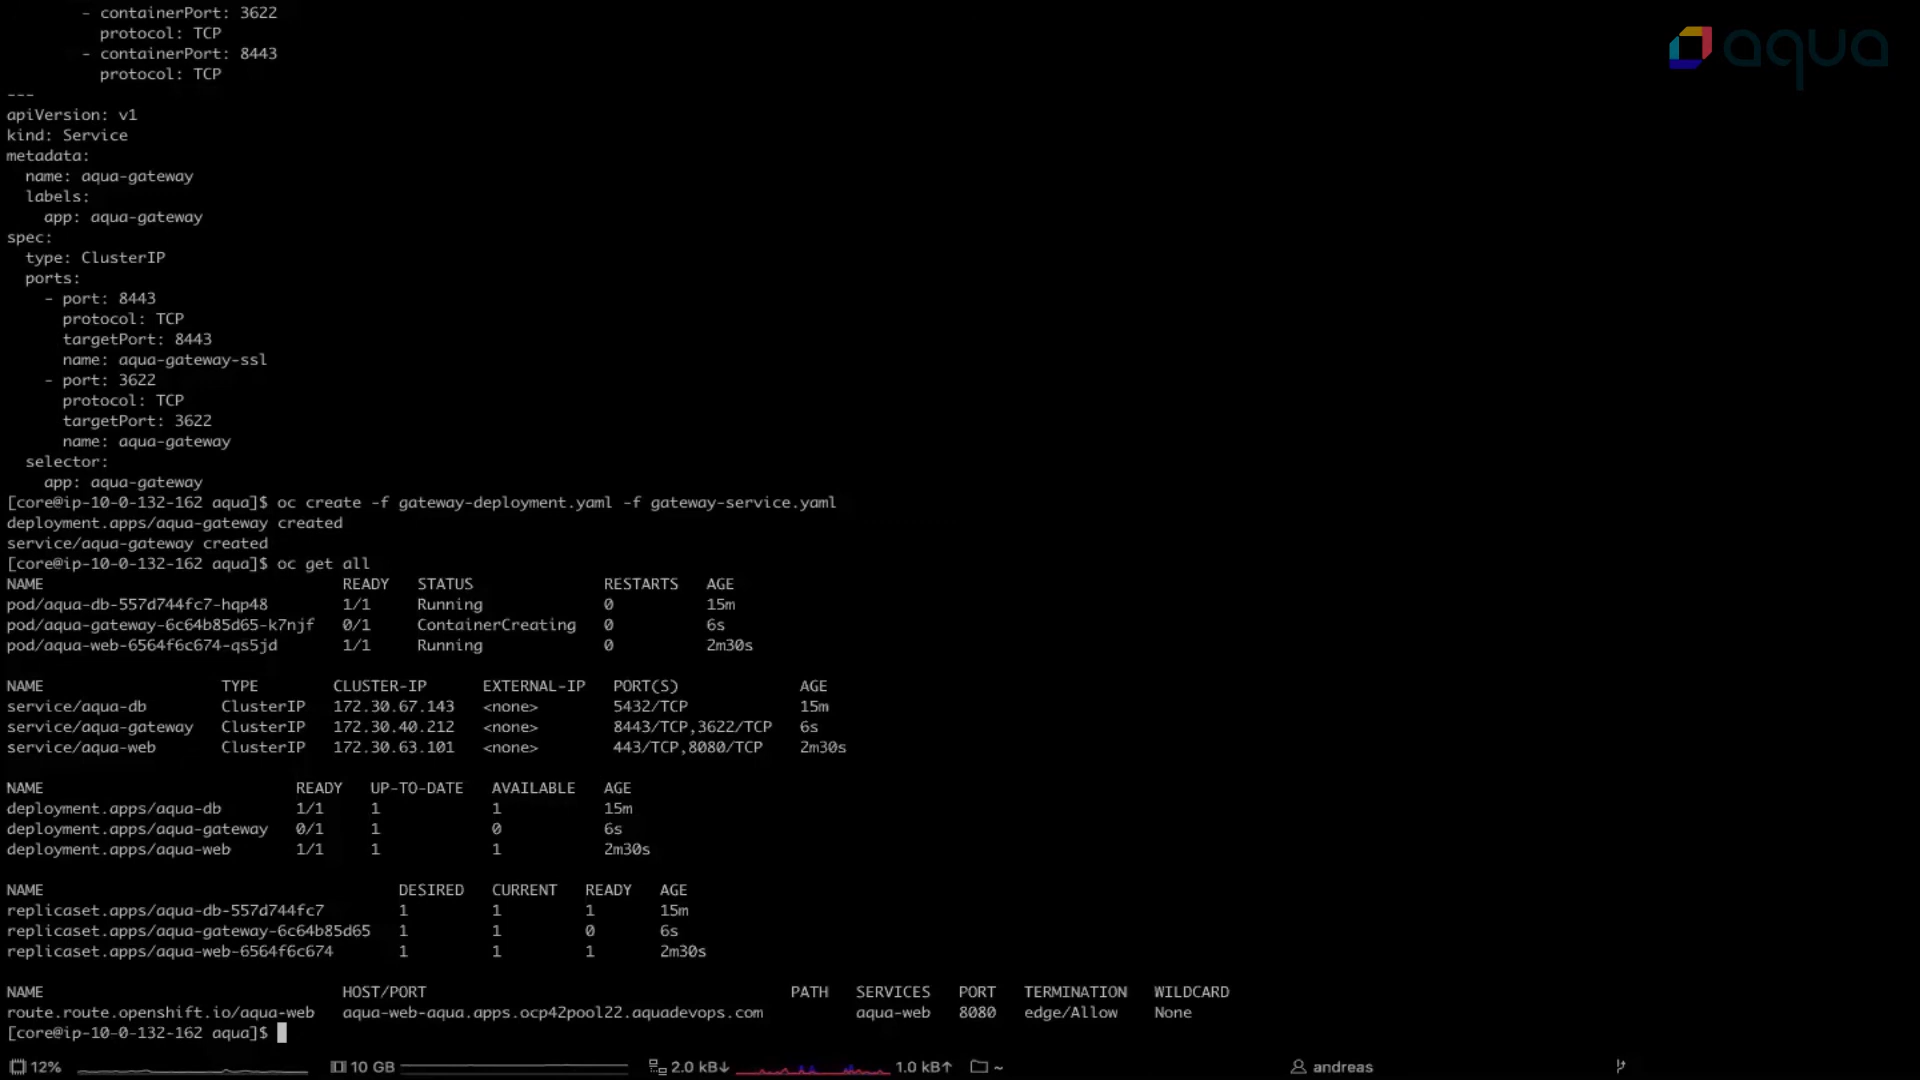 - containerPort: 3622
          protocol: TCP
        - containerPort: 8443
          protocol: TCP
aqua
---
apiVersion: v1
kind: Service
metadata:
  name: aqua-gateway
  labels:
    app: aqua-gateway
spec:
  type: ClusterIP
  ports:
    - port: 8443
      protocol: TCP
      targetPort: 8443
      name: aqua-gateway-ssl
    - port: 3622
      protocol: TCP
      targetPort: 3622
      name: aqua-gateway
  selector:
    app: aqua-gateway
[core@ip-10-0-132-162 aqua]$ oc create -f gateway-deployment.yaml -f gateway-service.yaml
deployment.apps/aqua-gateway created
service/aqua-gateway created
[core@ip-10-0-132-162 aqua]$ oc get all
NAME                                READY   STATUS              RESTARTS   AGE
pod/aqua-db-557d744fc7-hqp48        1/1     Running             0          15m
pod/aqua-gateway-6c64b85d65-k7njf   0/1     ContainerCreating   0          6s
pod/aqua-web-6564f6c674-qs5jd       1/1     Running             0          2m30s
NAME                   TYPE        CLUSTER-IP      EXTERNAL-IP   PORT(S)             AGE
service/aqua-db        ClusterIP   172.30.67.143   <none>        5432/TCP            15m
service/aqua-gateway   ClusterIP   172.30.40.212   <none>        8443/TCP,3622/TCP   6s
service/aqua-web       ClusterIP   172.30.63.101   <none>        443/TCP,8080/TCP    2m30s
NAME                           READY   UP-TO-DATE   AVAILABLE   AGE
deployment.apps/aqua-db        1/1     1            1           15m
deployment.apps/aqua-gateway   0/1     1            0           6s
deployment.apps/aqua-web       1/1     1            1           2m30s
NAME                                      DESIRED   CURRENT   READY   AGE
replicaset.apps/aqua-db-557d744fc7        1         1         1       15m
replicaset.apps/aqua-gateway-6c64b85d65   1         1         0       6s
replicaset.apps/aqua-web-6564f6c674       1         1         1       2m30s
NAME                                HOST/PORT                                       PATH   SERVICES   PORT   TERMINATION   WILDCARD
route.route.openshift.io/aqua-web   aqua-web-aqua.apps.ocp42pool22.aquadevops.com          aqua-web   8080   edge/Allow    None
[core@ip-10-0-132-162 aqua]$
12% 10 GB 2.0 kB↓ 1.0 kB↑ ~ andreas